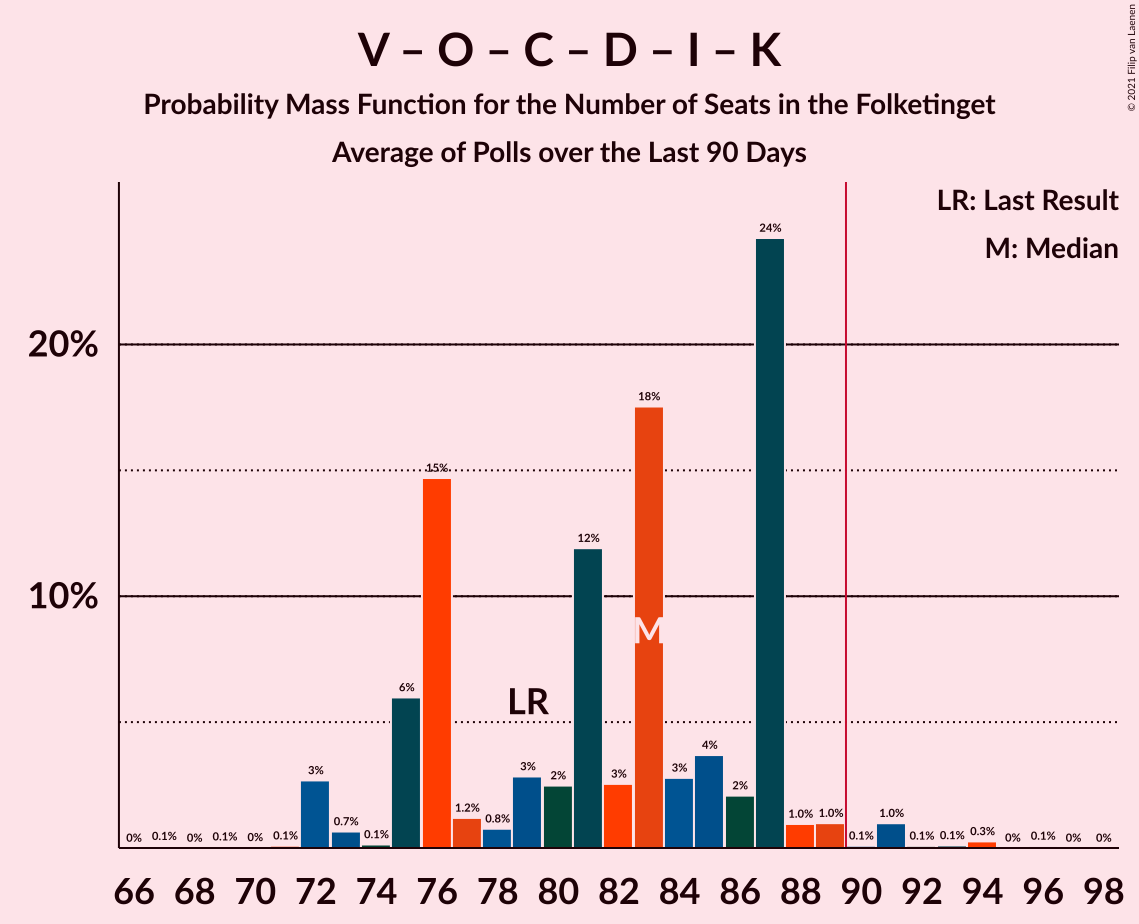 V – O – C – D – I – K
Probability Mass Function for the Number of Seats in the Folketinget
Average of Polls over the Last 90 Days
© 2021 Filip van Laenen
LR: Last Result
M: Median
20%
10%
0% 0.1% 0% 0.1% 0% 0.1% 3% 0.7% 0.1% 6% 15% 1.2% 0.8% 3% 2% 12% 3% 18% 3% 4% 2% 24% 1.0% 1.0% 0.1% 1.0% 0.1% 0.1% 0.3% 0% 0.1% 0% 0%
LR
M
66 68 70 72 74 76 78 80 82 84 86 88 90 92 94 96 98